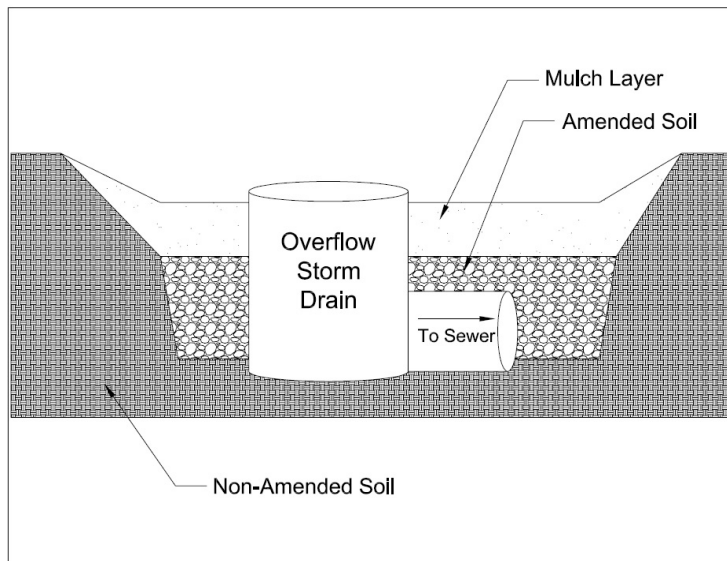 Mulch Layer
Amended Soil
Overflow
Storm
Drain
To Sewer
Non-Amended Soil